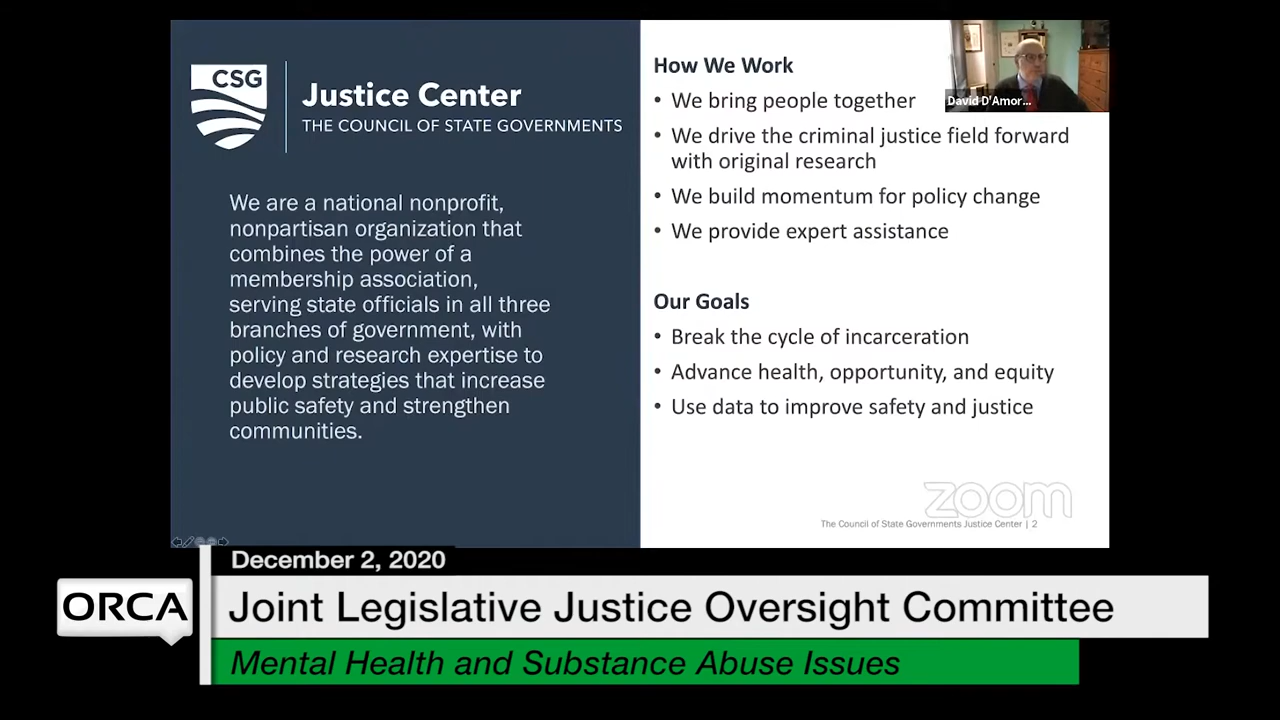 CSG
Justice Center
THE COUNCIL OF STATE GOVERNMENTS
We are a national nonprofit,
nonpartisan organization that
combines the power of a
membership association,
serving state officials in all three
branches of government, with
policy and research expertise to
develop strategies that increase
public safety and strengthen
communities.
How We Work
• We bring people together
• We drive the criminal justice field forward
with original research
• We build momentum for policy change
• We provide expert assistance
Our Goals
• Break the cycle of incarceration
• Advance health, opportunity, and equity
• Use data to improve safety and justice
David D'Amor...
zoom
The Council of State Governments Justice Center | 2
December 2, 2020
ORCA
Joint Legislative Justice Oversight Committee
Mental Health and Substance Abuse Issues